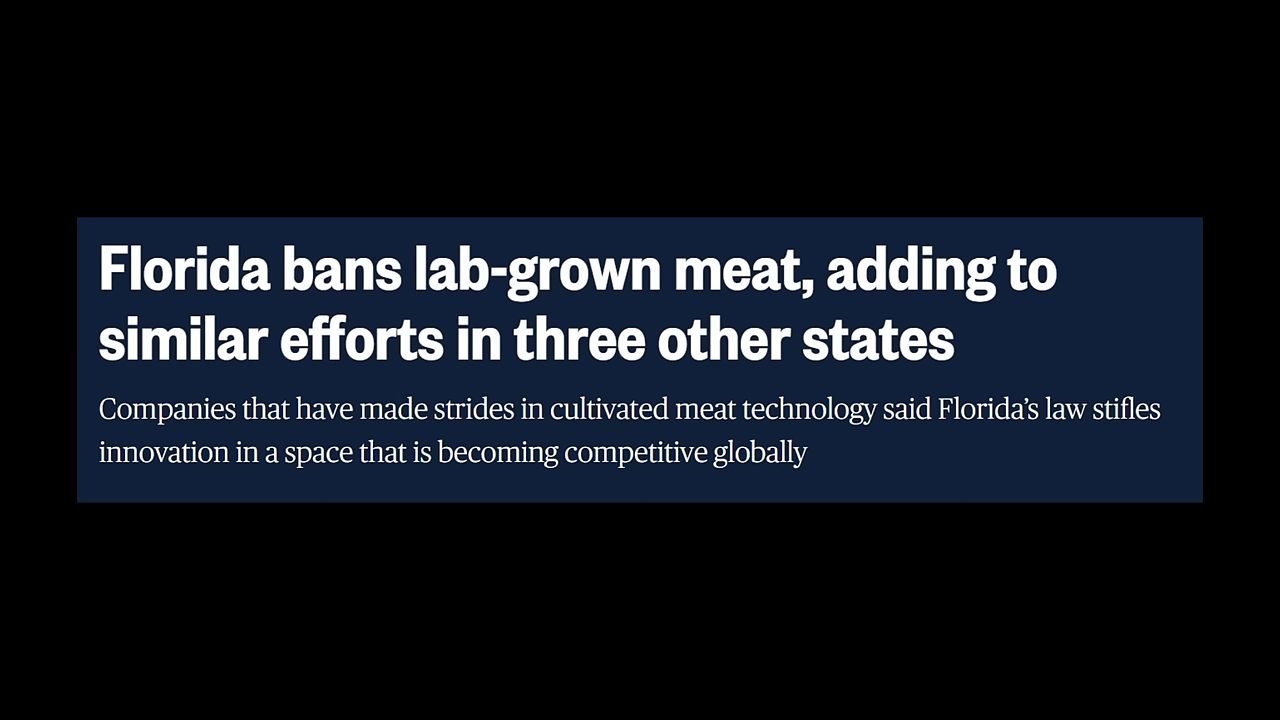 Florida bans lab-grown meat, adding to
similar efforts in three other states
Companies that have made strides in cultivated meat technology said Florida’s law stifles
innovation in a space that is becoming competitive globally